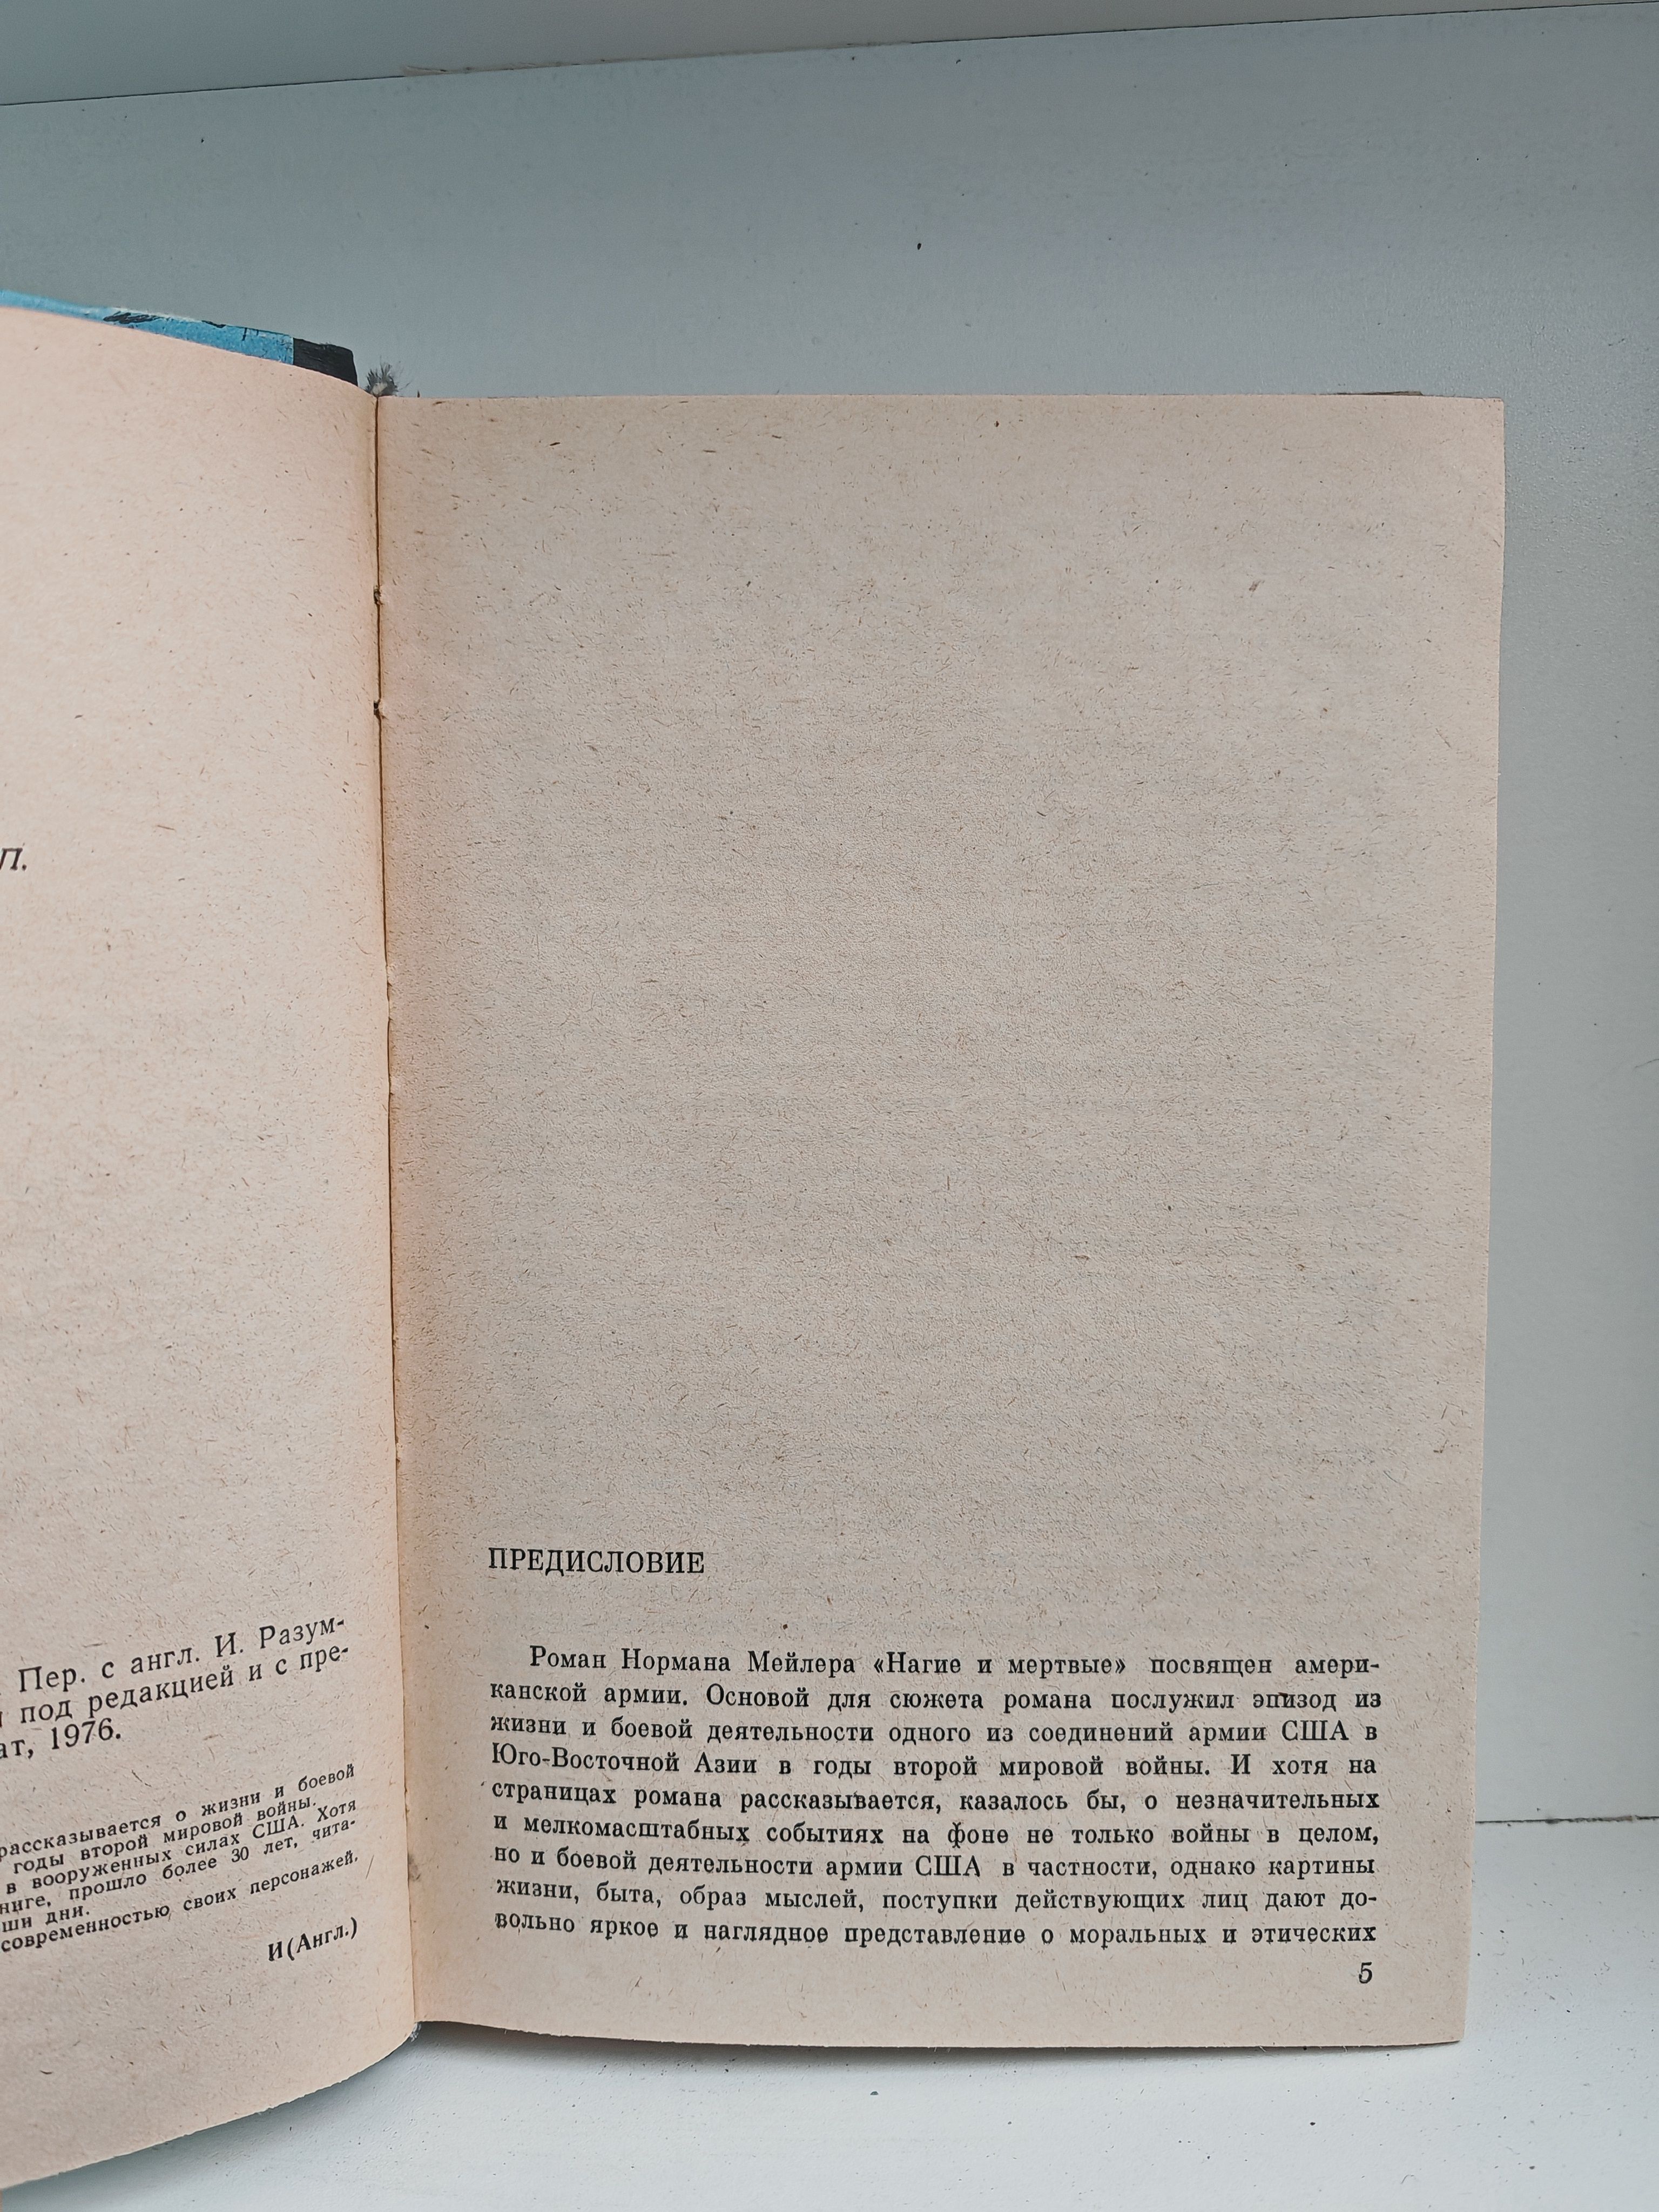 п.
Пер. с англ. И. Разум-
под редакцией и с пре-
ат, 1976.
рассказывается о жизни и боевой
годы второй мировой войны.
в вооруженных силах США. Хотя
ниге, прошло более 30 лет, чита-
ши дни.
современностью своих персонажей.
И(Англ.)
ПРЕДИСЛОВИЕ
Роман Нормана Мейлера «Нагие и мертвые» посвящен амери-
канской армии. Основой для сюжета романа послужил эпизод из
жизни и боевой деятельности одного из соединений армии США в
Юго-Восточной Азии в годы второй мировой войны. И хотя на
страницах романа рассказывается, казалось бы, о незначительных
и мелкомасштабных событиях на фоне не только войны в целом,
но и боевой деятельности армии США в частности, однако картины
жизни, быта, образ мыслей, поступки действующих лиц дают до-
вольно яркое и наглядное представление о моральных и этических
5